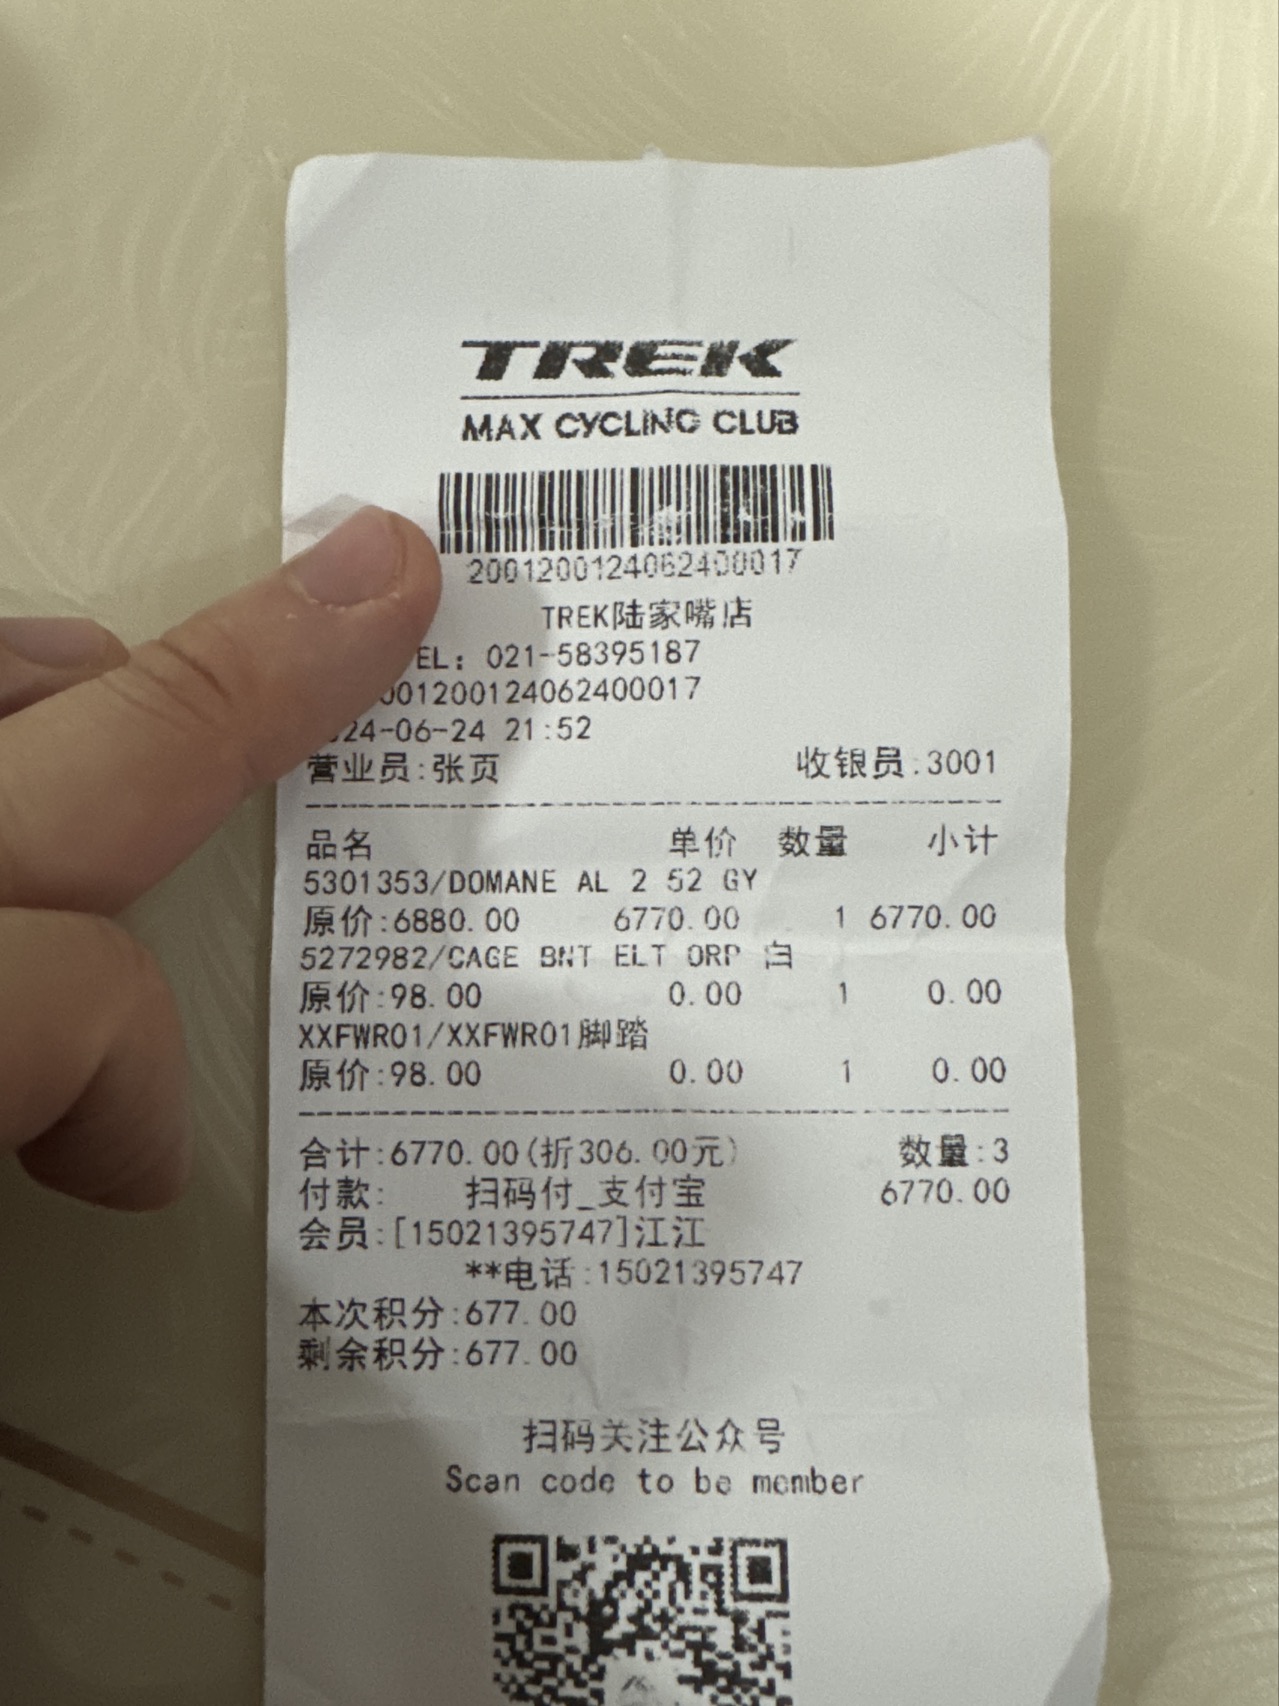 TREK
MAX CYCLING CLUB
2001200124062400017
TREK陆家嘴店
EL: 021-58395187
001200124062400017
24-06-24 21:52
营业员:张页 收银员:3001
品名 单价 数量 小计
5301353/DOMANE AL 2 52 GY
原价:6880.00 6770.00 1 6770.00
5272982/CAGE BNT ELT ORP 白
原价:98.00 0.00 1 0.00
XXFWR01/XXFWR01脚踏
原价:98.00 0.00 1 0.00
合计:6770.00(折306.00元) 数量:3
付款: 扫码付_支付宝 6770.00
会员:[15021395747]江江
**电话:15021395747
本次积分:677.00
剩余积分:677.00
扫码关注公众号
Scan code to be member